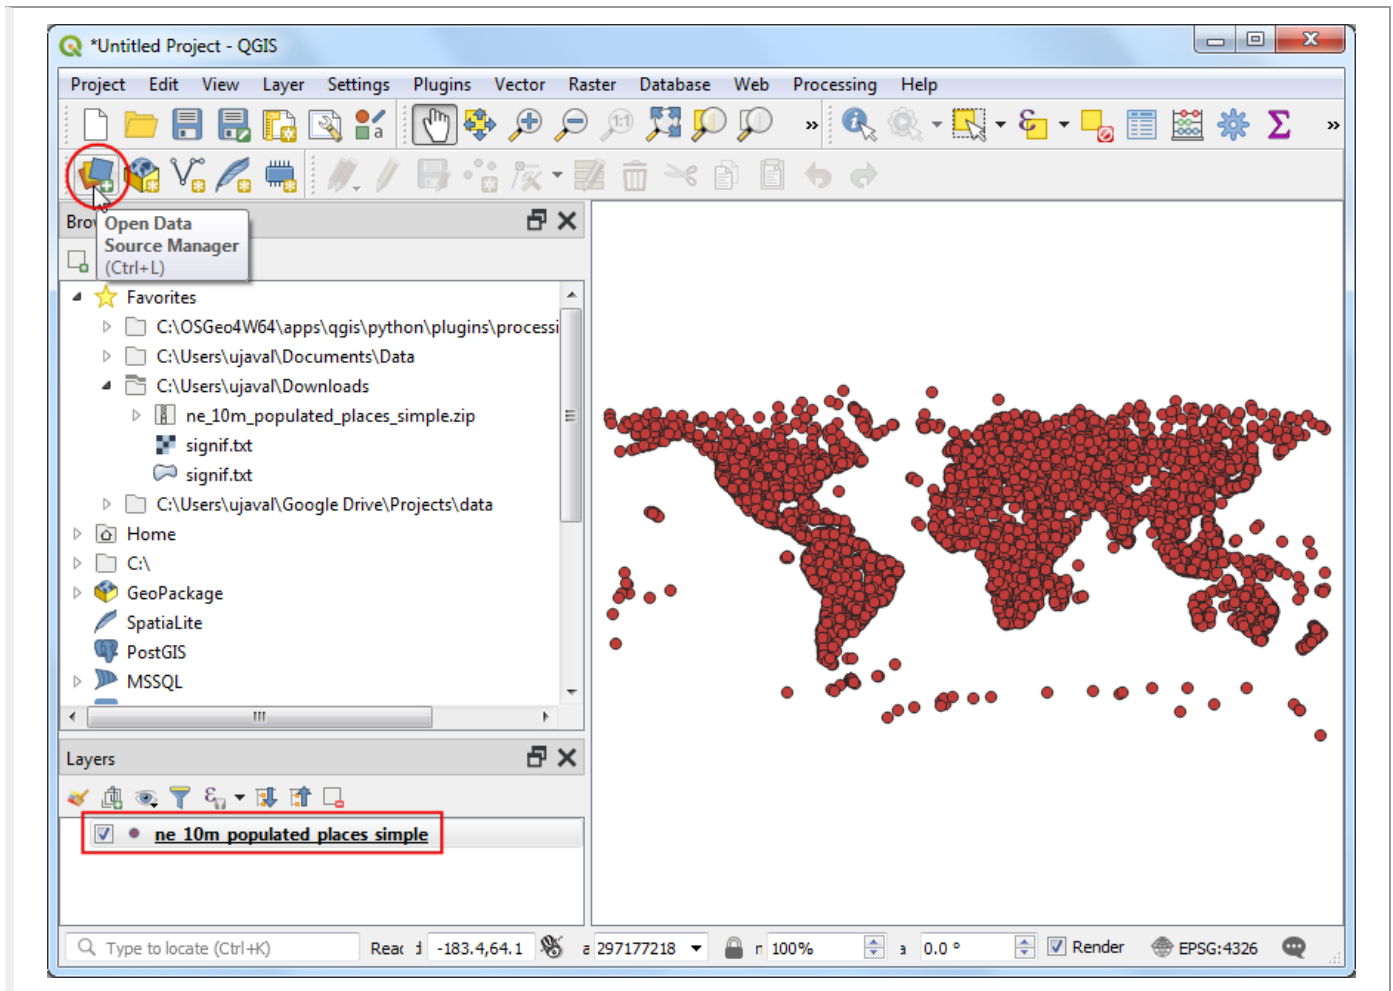 *Untitled Project - QGIS
Project Edit View Layer Settings Plugins Vector Raster Database Web Processing Help
Open Data
Source Manager
(Ctrl+L)
Favorites
C:\OSGeo4W64\apps\qgis\python\plugins\processi
C:\Users\ujaval\Documents\Data
C:\Users\ujaval\Downloads
ne_10m_populated_places_simple.zip
signif.txt
signif.txt
C:\Users\ujaval\Google Drive\Projects\data
Home
C:\
GeoPackage
SpatiaLite
PostGIS
MSSQL
Layers
ne_10m_populated_places_simple
Type to locate (Ctrl+K) -183.4,64.1 297177218 100% 0.0 ° Render EPSG:4326